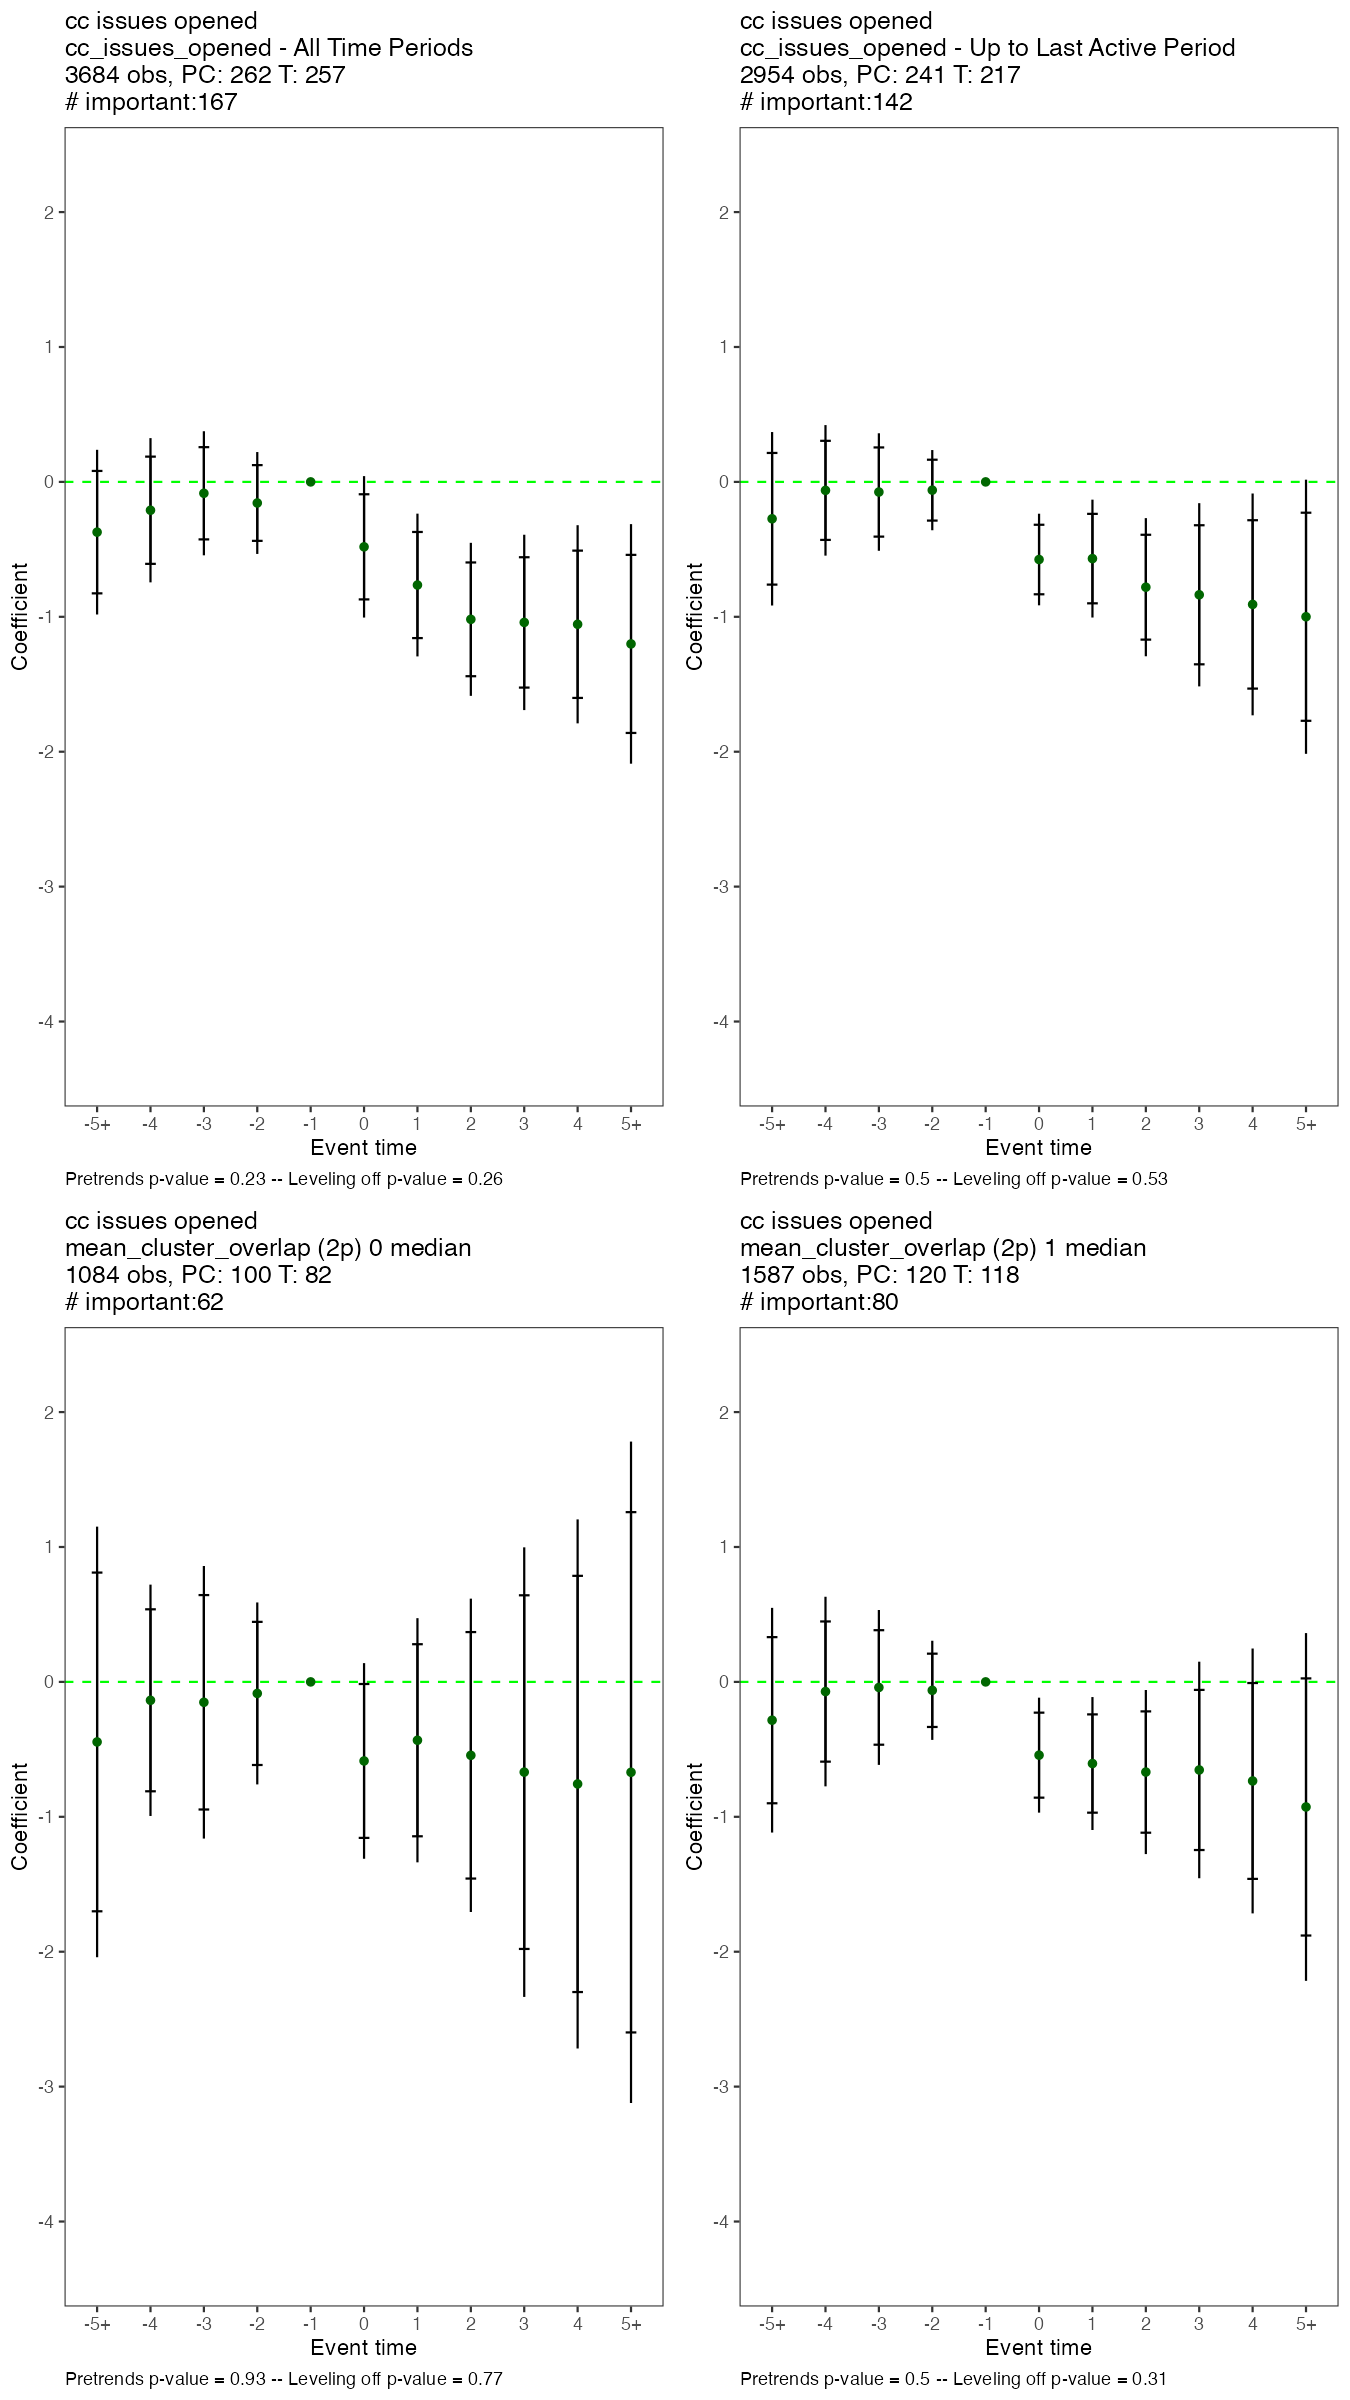 cc issues opened
cc_issues_opened - All Time Periods
3684 obs, PC: 262 T: 257
# important:167
2
1
0
-1
-2
-3
-4
Coefficient
-5+ -4 -3 -2 -1 0 1 2 3 4 5+
Event time
Pretrends p-value = 0.23 -- Leveling off p-value = 0.26
cc issues opened
cc_issues_opened - Up to Last Active Period
2954 obs, PC: 241 T: 217
# important:142
2
1
0
-1
-2
-3
-4
Coefficient
-5+ -4 -3 -2 -1 0 1 2 3 4 5+
Event time
Pretrends p-value = 0.5 -- Leveling off p-value = 0.53
cc issues opened
mean_cluster_overlap (2p) 0 median
1084 obs, PC: 100 T: 82
# important:62
2
1
0
-1
-2
-3
-4
Coefficient
-5+ -4 -3 -2 -1 0 1 2 3 4 5+
Event time
Pretrends p-value = 0.93 -- Leveling off p-value = 0.77
cc issues opened
mean_cluster_overlap (2p) 1 median
1587 obs, PC: 120 T: 118
# important:80
2
1
0
-1
-2
-3
-4
Coefficient
-5+ -4 -3 -2 -1 0 1 2 3 4 5+
Event time
Pretrends p-value = 0.5 -- Leveling off p-value = 0.31